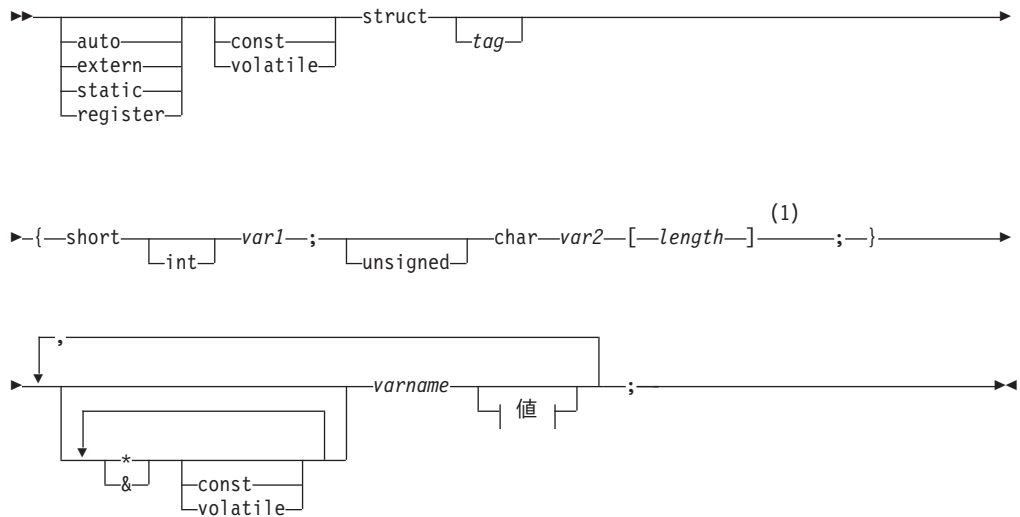 struct
auto const tag
extern volatile
static
register
(1)
{ short var1 ; char var2 [ length ] ; }
int unsigned
,
varname ;
値
*
& const
volatile